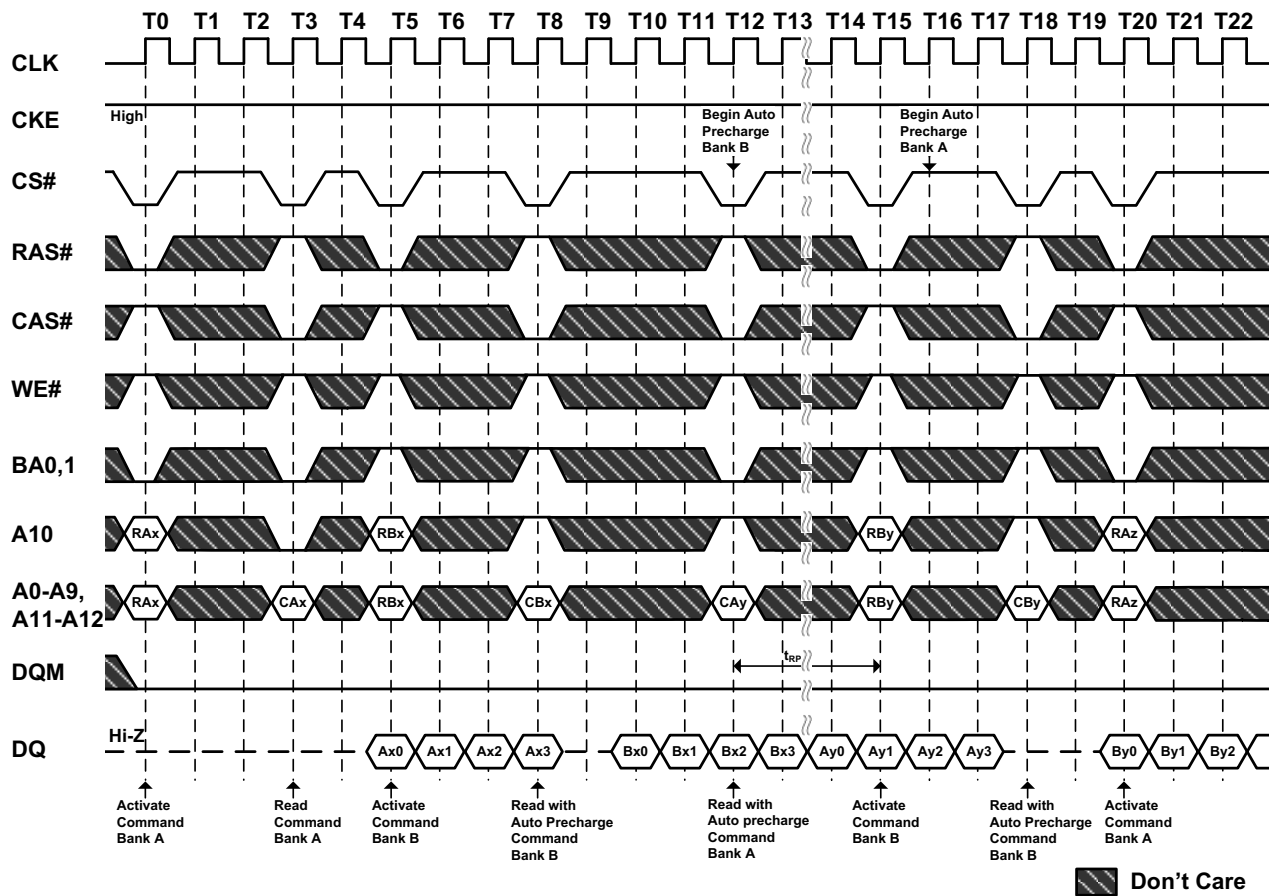 T0 T1 T2 T3 T4 T5 T6 T7 T8 T9 T10 T11 T12 T13 T14 T15 T16 T17 T18 T19 T20 T21 T22
CLK
CKE
High
Begin Auto
Precharge
Bank B
Begin Auto
Precharge
Bank A
CS#
RAS#
CAS#
WE#
BA0,1
A10
RAx RBx RBy RAz
A0-A9,
A11-A12
RAx CAx RBx CBx CAy RBy CBy RAz
DQM
tRP
DQ
Hi-Z
Ax0 Ax1 Ax2 Ax3 Bx0 Bx1 Bx2 Bx3 Ay0 Ay1 Ay2 Ay3 By0 By1 By2
Activate
Command
Bank A
Read
Command
Bank A
Activate
Command
Bank B
Read with
Auto Precharge
Command
Bank B
Read with
Auto precharge
Command
Bank A
Activate
Command
Bank B
Read with
Auto Precharge
Command
Bank B
Activate
Command
Bank A
Don't Care